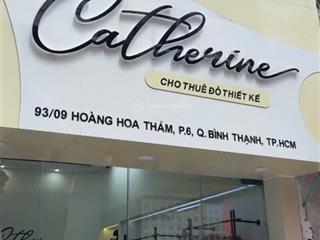 Catherine
CHO THUÊ ĐỒ THIẾT KẾ
93/09 HOÀNG HOA THÁM, P.6, Q. BÌNH THẠNH, TP.HCM